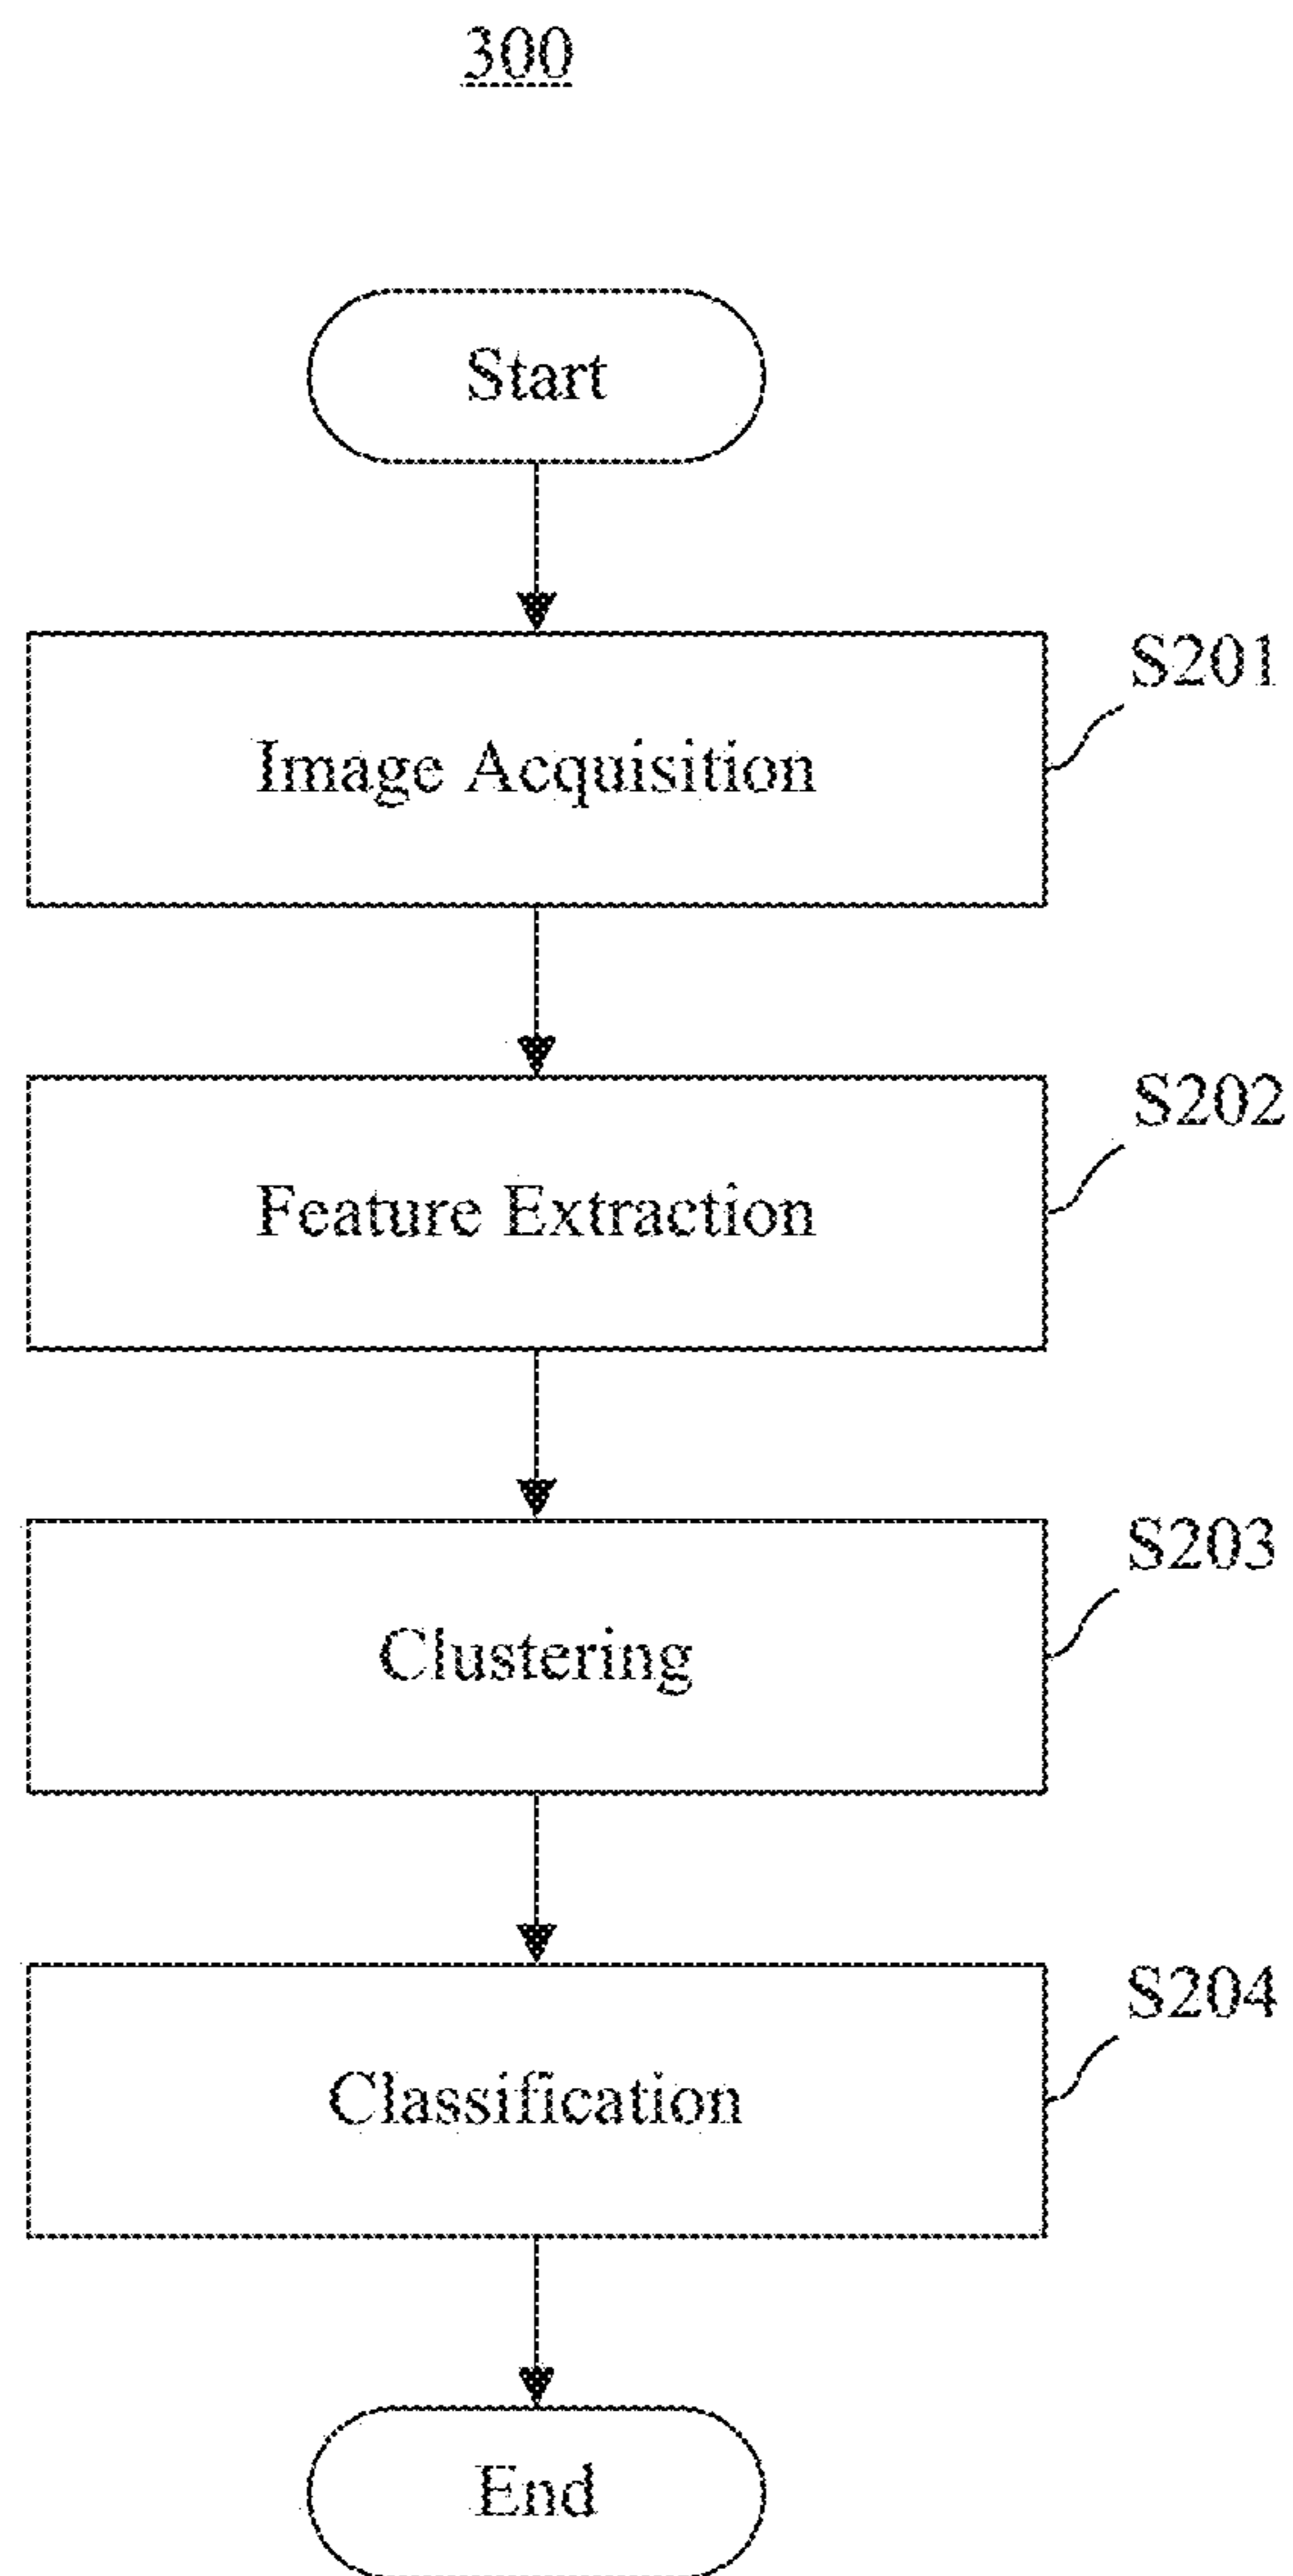 300
Start
S201
Image Acquisition
S202
Feature Extraction
S203
Clustering
S204
Classification
End